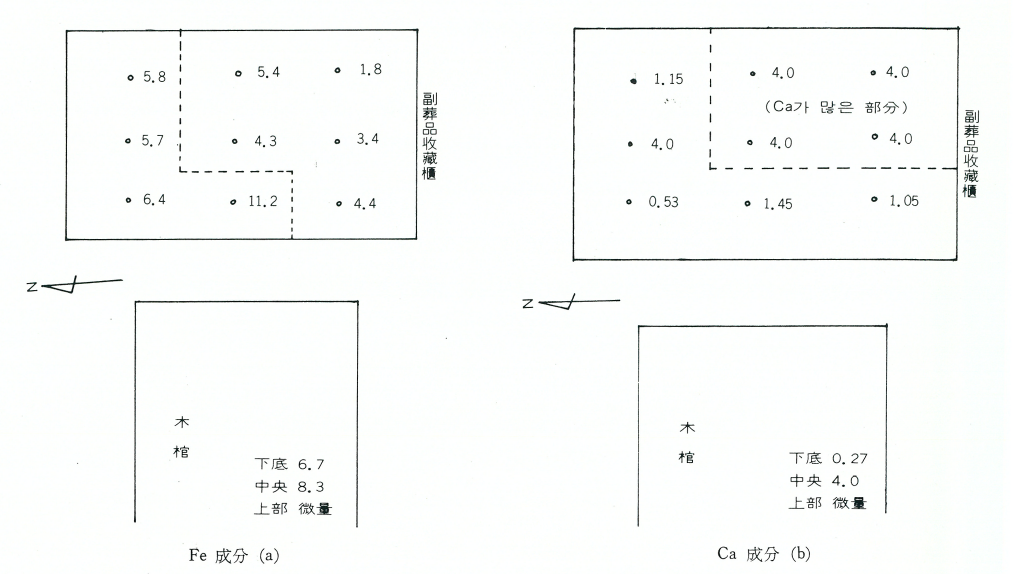 5.8 5.4 1.8
5.7 4.3 3.4
6.4 11.2 4.4
副葬品收藏櫃
N
木棺
下底 6.7
中央 8.3
上部 微量
Fe 成分 (a)
1.15 4.0 4.0
(Ca가 많은 部分)
4.0 4.0 4.0
0.53 1.45 1.05
副葬品收藏櫃
N
木棺
下底 0.27
中央 4.0
上部 微量
Ca 成分 (b)